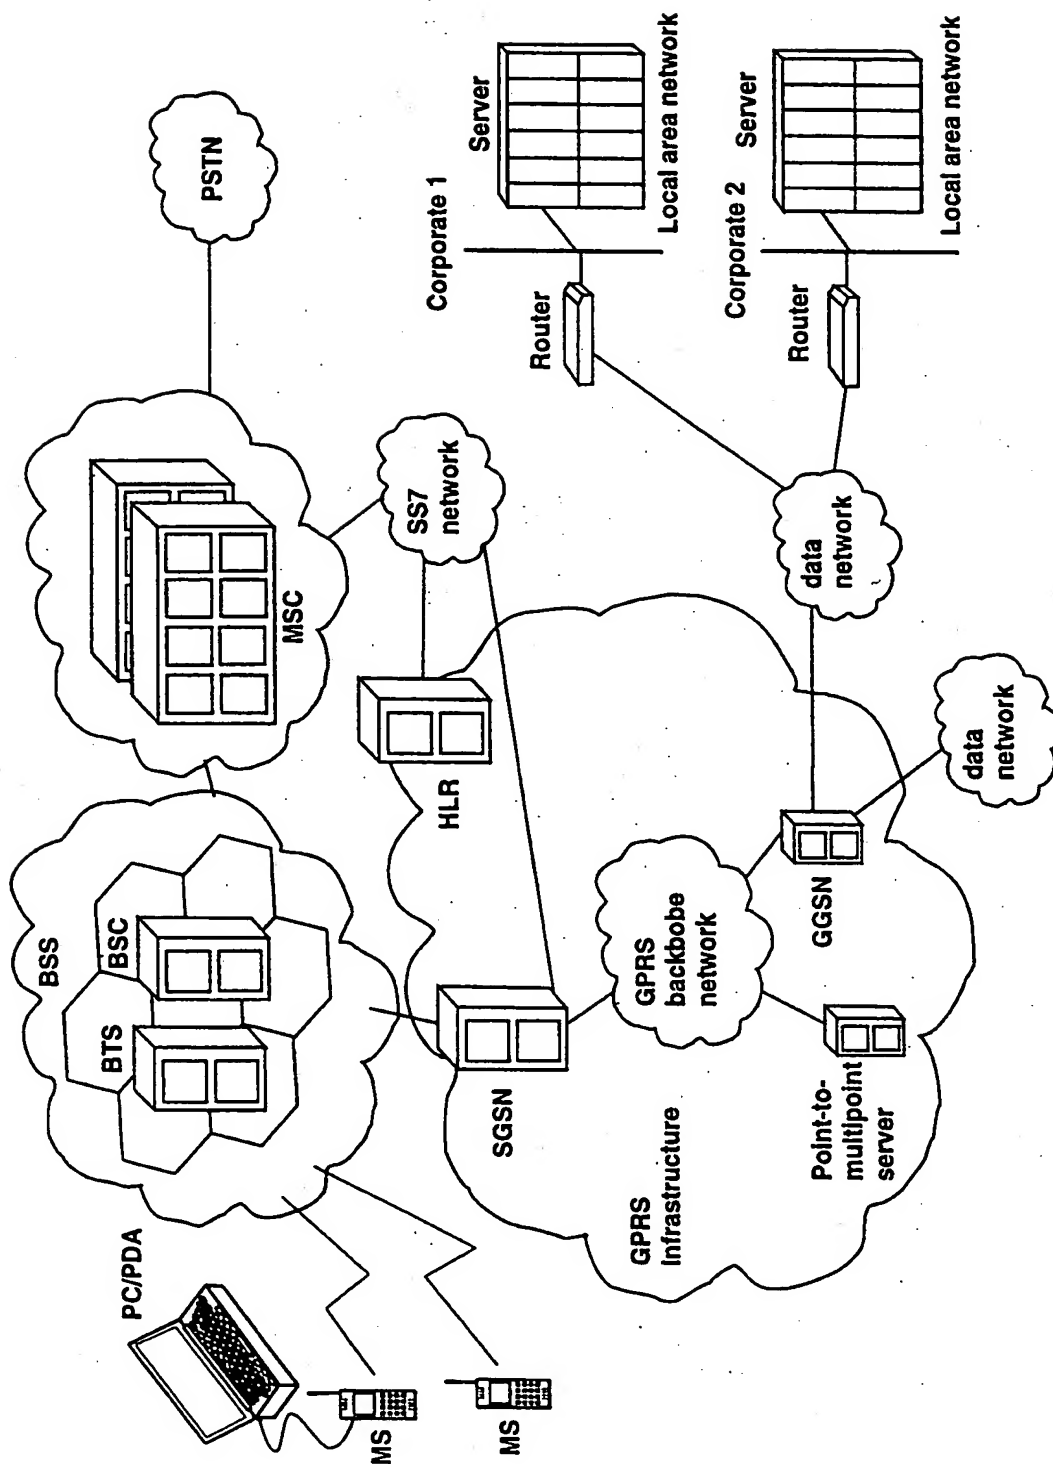 BSS
BTS
BSC
PC/PDA
PSTN
MSC
MS
SS7
network
Corporate 1
HLR
Server
SGSN
MS
Router
GPRS
Infrastructure
GPRS
backbobe
network
Local area network
Corporate 2
Server
Router
data
network
Point-to-
multipoint
server
GGSN
Local area network
data
network